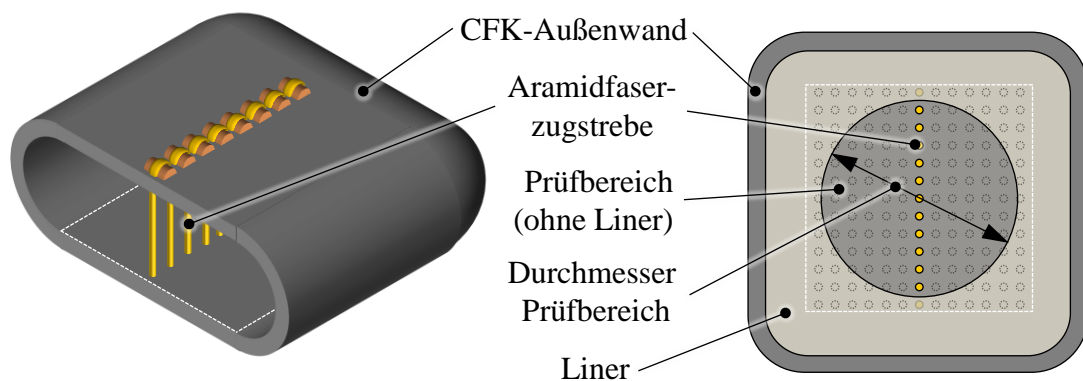 CFK-Außenwand
Aramidfaser-
zugstrebe
Prüfbereich
(ohne Liner)
Durchmesser
Prüfbereich
Liner